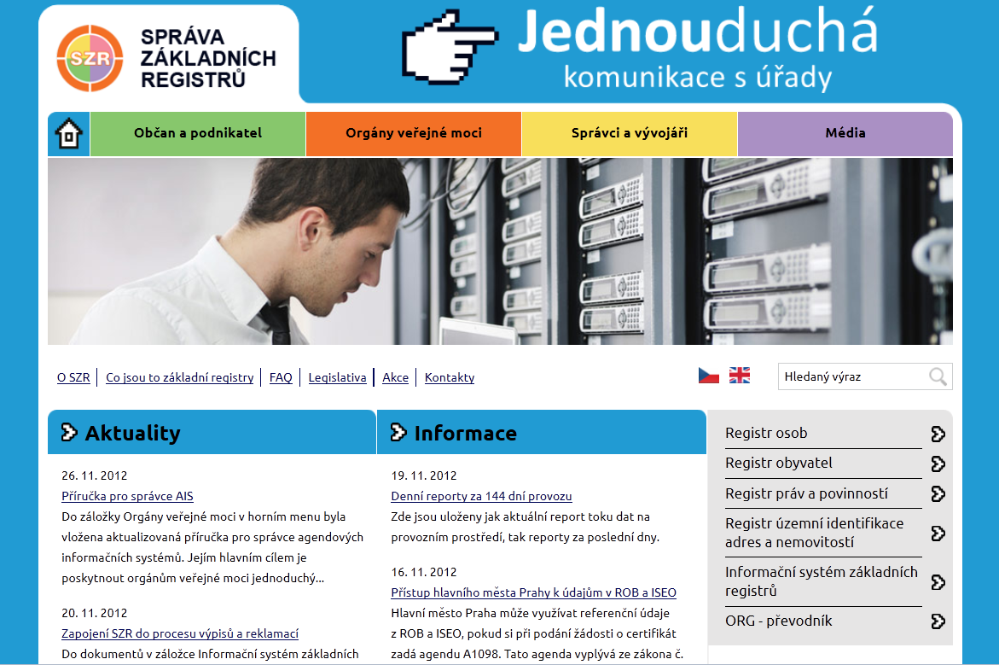 SZR
SPRÁVA
ZÁKLADNÍCH
REGISTRŮ
Jednouduchá
komunikace s úřady
Občan a podnikatel
Orgány veřejné moci
Správci a vývojáři
Média
O SZR
Co jsou to základní registry
FAQ
Legislativa
Akce
Kontakty
Hledaný výraz
Aktuality
26. 11. 2012
Příručka pro správce AIS
Do záložky Orgány veřejné moci v horním menu byla
vložena aktualizovaná příručka pro správce agendových
informačních systémů. Jejím hlavním cílem je
poskytnout orgánům veřejné moci jednoduchý...
20. 11. 2012
Zapojení SZR do procesu výpisů a reklamací
Do dokumentů v záložce Informační systém základních
Informace
19. 11. 2012
Denní reporty za 144 dní provozu
Zde jsou uloženy jak aktuální report toku dat na
provozním prostředí, tak reporty za poslední dny.
16. 11. 2012
Přístup hlavního města Prahy k údajům v ROB a ISEO
Hlavní město Praha může využívat referenční údaje
z ROB a ISEO, pokud si při podání žádosti o certifikát
zadá agendu A1098. Tato agenda vyplývá ze zákona č.
Registr osob
Registr obyvatel
Registr práv a povinností
Registr územní identifikace
adres a nemovitostí
Informační systém základních
registrů
ORG - převodník